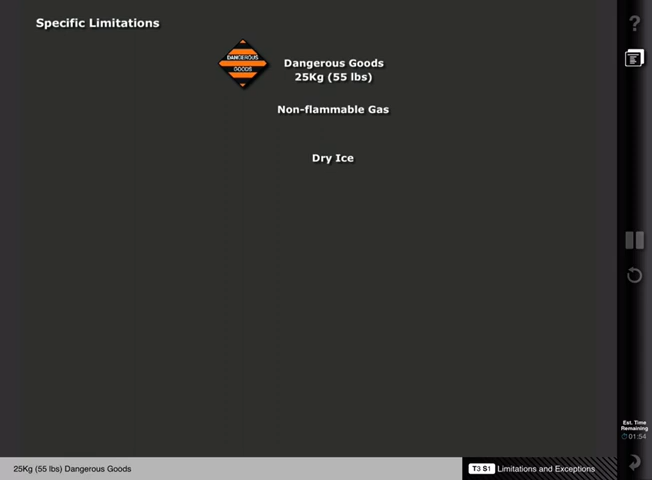 Specific Limitations
DANGEROUS
GOODS
Dangerous Goods
25Kg (55 lbs)
Non-flammable Gas
Dry Ice
?
Est. Time
Remaining
01:54
25Kg (55 lbs) Dangerous Goods
T3 S1 Limitations and Exceptions